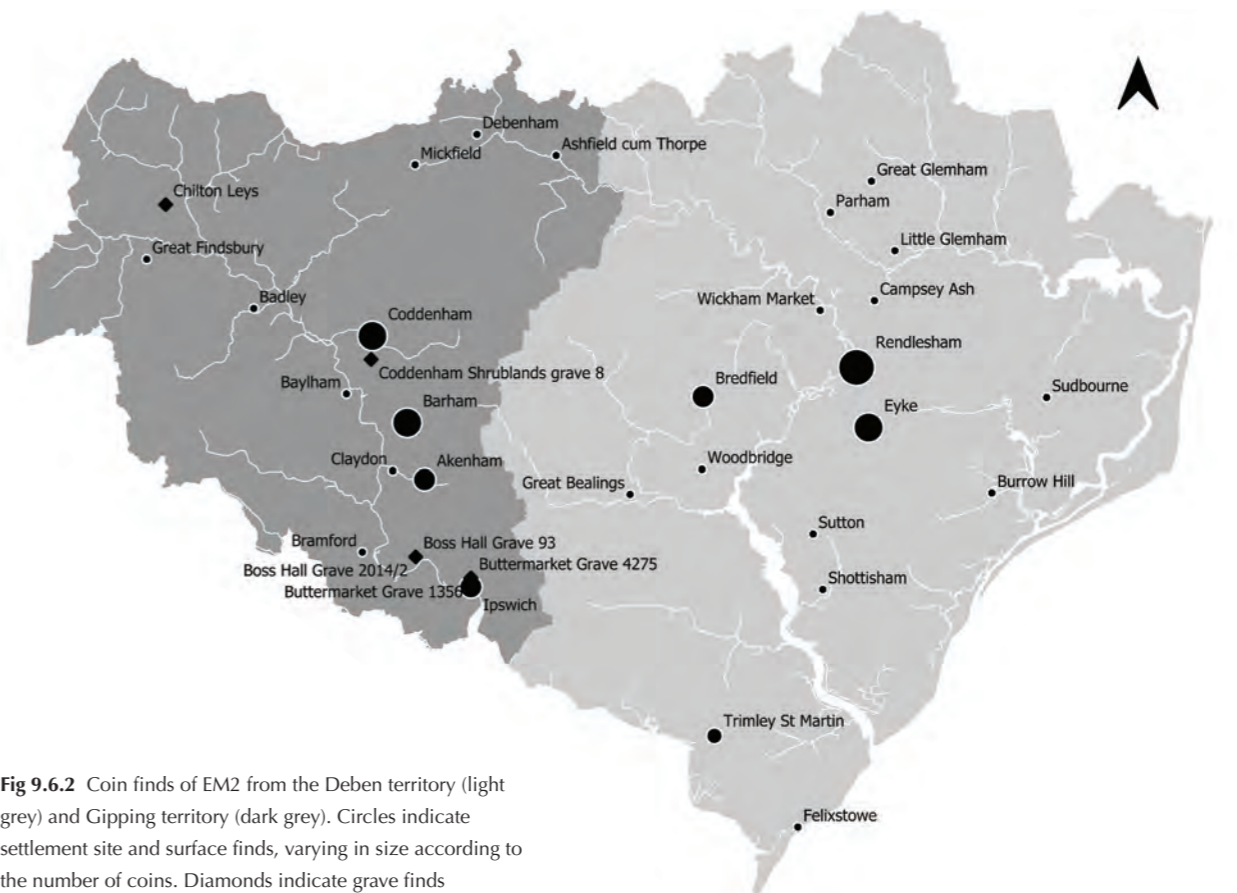 Debenham
Mickfield
Ashfield cum Thorpe
Great Glemham
Chilton Leys
Parham
Little Glemham
Great Findsbury
Badley
Campsey Ash
Wickham Market
Coddenham
Rendlesham
Coddenham Shrublands grave 8
Bredfield
Baylham
Sudbourne
Barham
Eyke
Claydon
Akenham
Woodbridge
Great Bealings
Burrow Hill
Sutton
Bramford
Boss Hall Grave 93
Boss Hall Grave 2014/2
Buttermarket Grave 4275
Shottisham
Buttermarket Grave 1356
Ipswich
Trimley St Martin
Felixstowe
Fig 9.6.2 Coin finds of EM2 from the Deben territory (light
grey) and Gipping territory (dark grey). Circles indicate
settlement site and surface finds, varying in size according to
the number of coins. Diamonds indicate grave finds